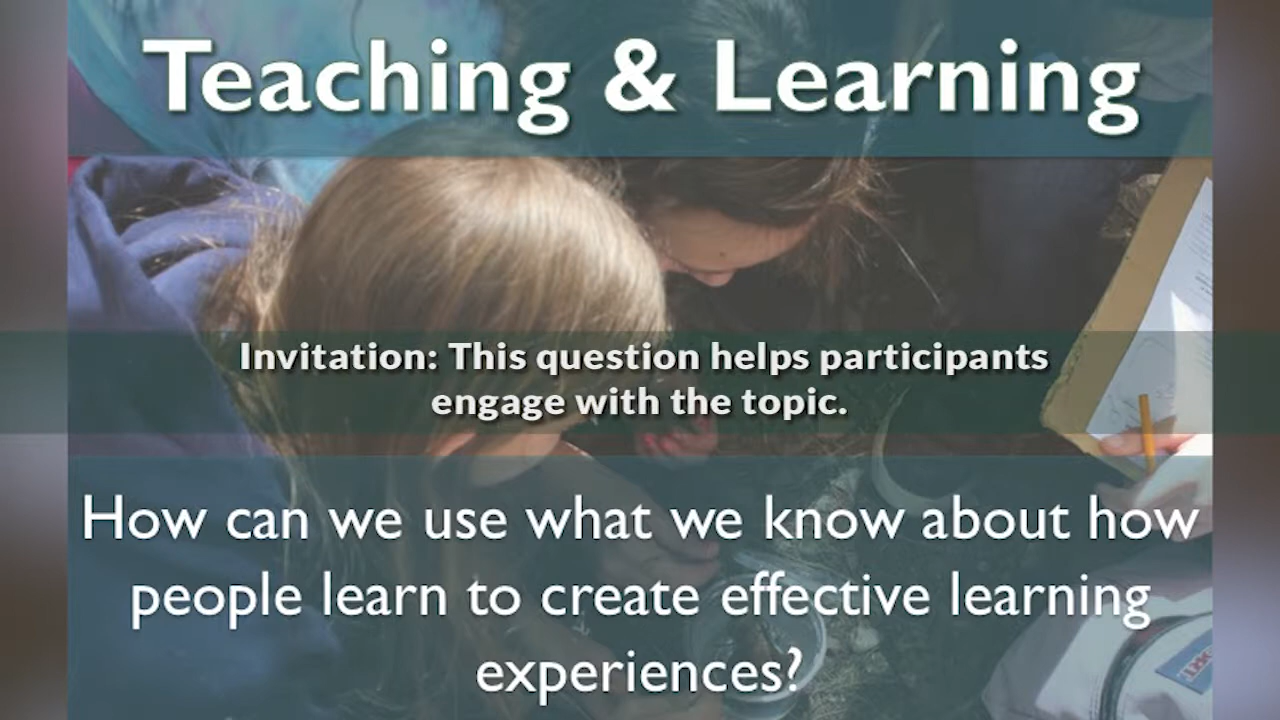 Teaching & Learning
Invitation: This question helps participants
engage with the topic.
How can we use what we know about how
people learn to create effective learning
experiences?